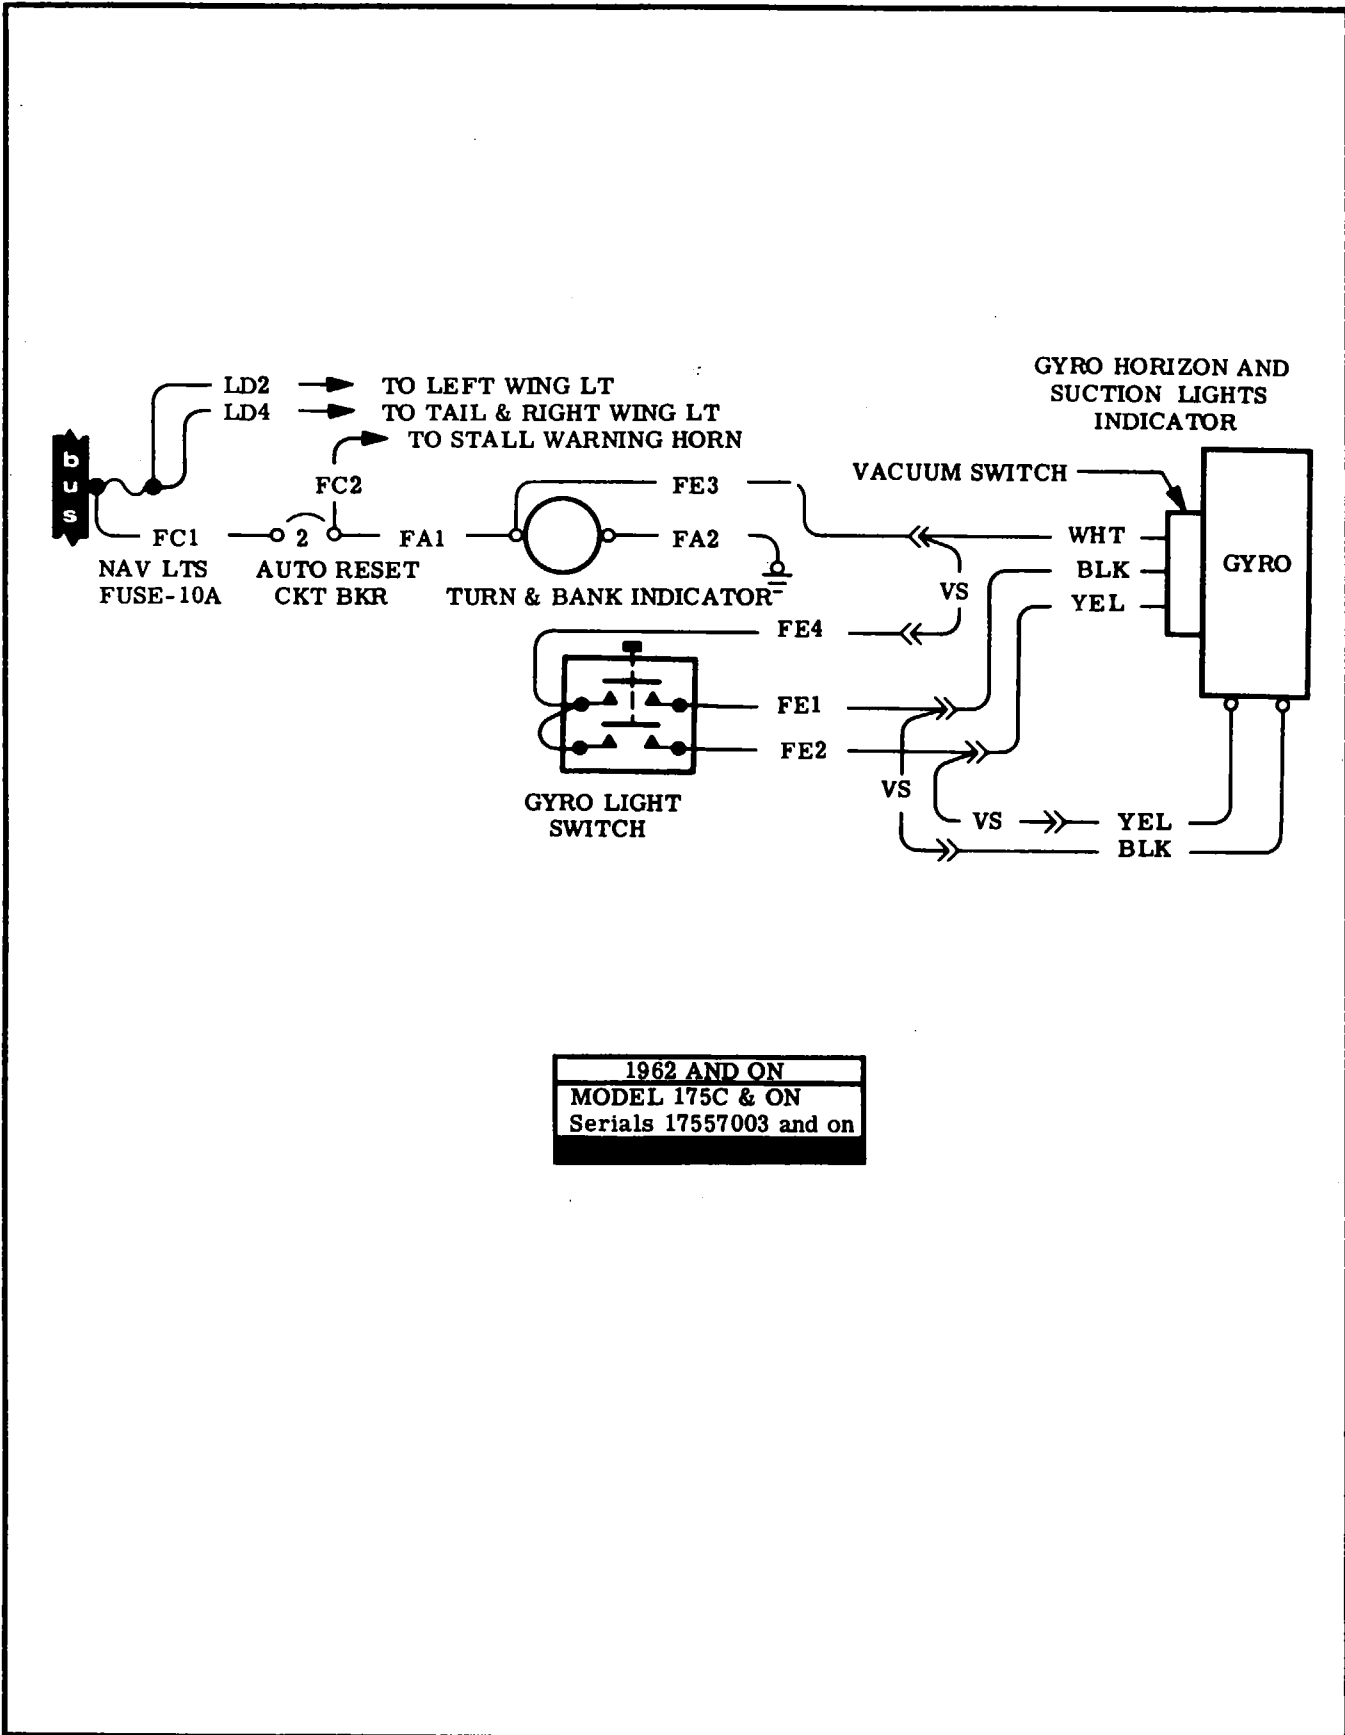 GYRO HORIZON AND
SUCTION LIGHTS
INDICATOR
LD2
TO LEFT WING LT
LD4
TO TAIL & RIGHT WING LT
TO STALL WARNING HORN
bus
VACUUM SWITCH
FC2
FE3
FC1
2
FA1
FA2
WHT
NAV LTS
FUSE-10A
AUTO RESET
CKT BKR
TURN & BANK INDICATOR
BLK
GYRO
VS
YEL
FE4
FE1
FE2
VS
GYRO LIGHT
SWITCH
VS
YEL
BLK
1962 AND ON
MODEL 175C & ON
Serials 17557003 and on